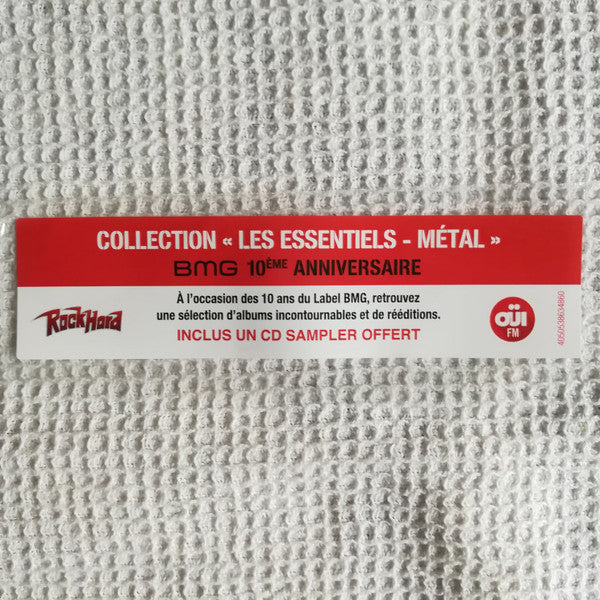 COLLECTION « LES ESSENTIELS - MÉTAL »
BMG 10ÈME ANNIVERSAIRE
À l'occasion des 10 ans du Label BMG, retrouvez
une sélection d'albums incontournables et de rééditions.
INCLUS UN CD SAMPLER OFFERT
RockHard
OÜI
FM
4050538634860